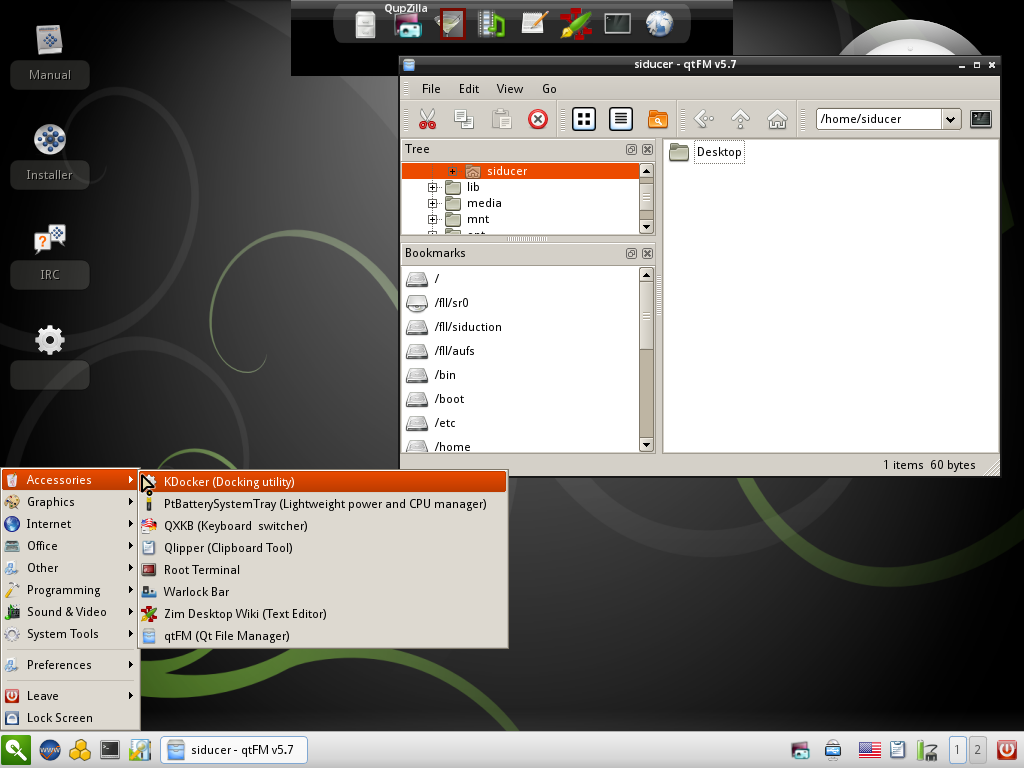 QupZilla
Manual
Installer
IRC
siducer - qtFM v5.7
File Edit View Go
/home/siducer
Tree
siducer
lib
media
mnt
Bookmarks
/
/fll/sr0
/fll/siduction
/fll/aufs
/bin
/boot
/etc
/home
Desktop
1 items 60 bytes
Accessories
Graphics
Internet
Office
Other
Programming
Sound & Video
System Tools
Preferences
Leave
Lock Screen
KDocker (Docking utility)
PtBatterySystemTray (Lightweight power and CPU manager)
QXKB (Keyboard  switcher)
Qlipper (Clipboard Tool)
Root Terminal
Warlock Bar
Zim Desktop Wiki (Text Editor)
qtFM (Qt File Manager)
www
siducer - qtFM v5.7
1 2